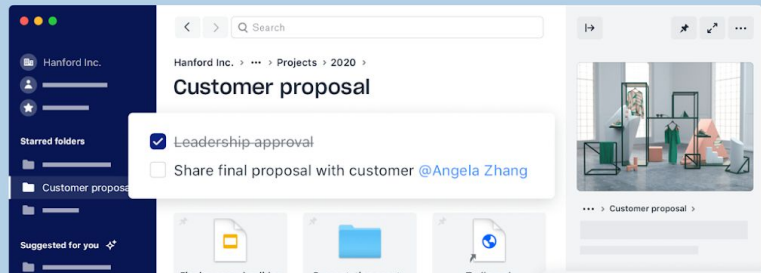 Search
Hanford Inc.
Hanford Inc. > ••• > Projects > 2020 >
Customer proposal
Starred folders
Leadership approval
Share final proposal with customer @Angela Zhang
Customer proposa
••• > Customer proposal >
Suggested for you